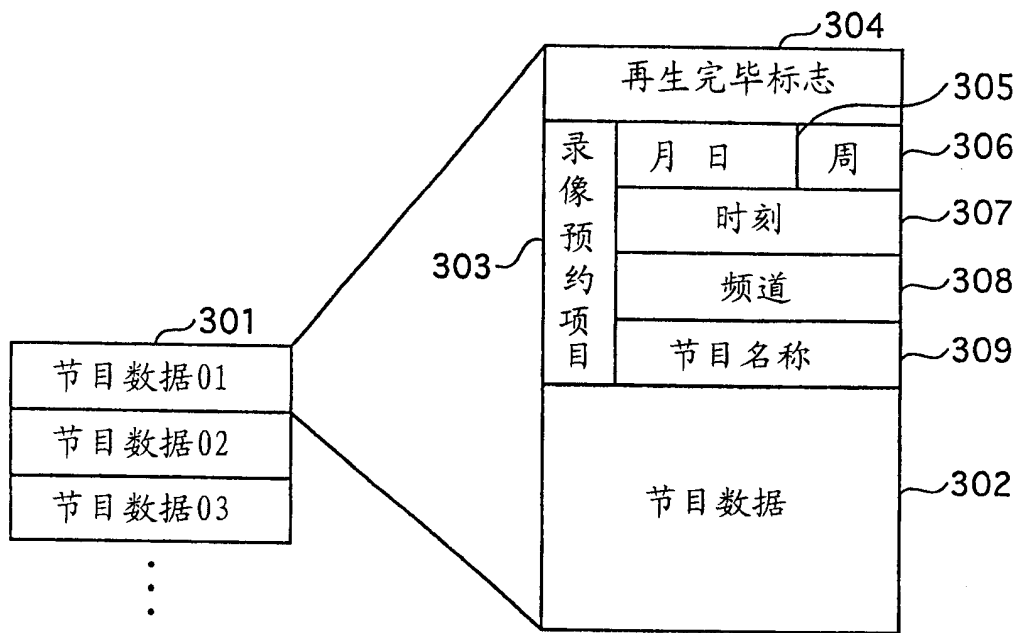 304
再生完毕标志
305
录像预约项目
月 日
周
306
时刻
307
303
频道
308
301
节目名称
309
节目数据01
节目数据02
节目数据
302
节目数据03